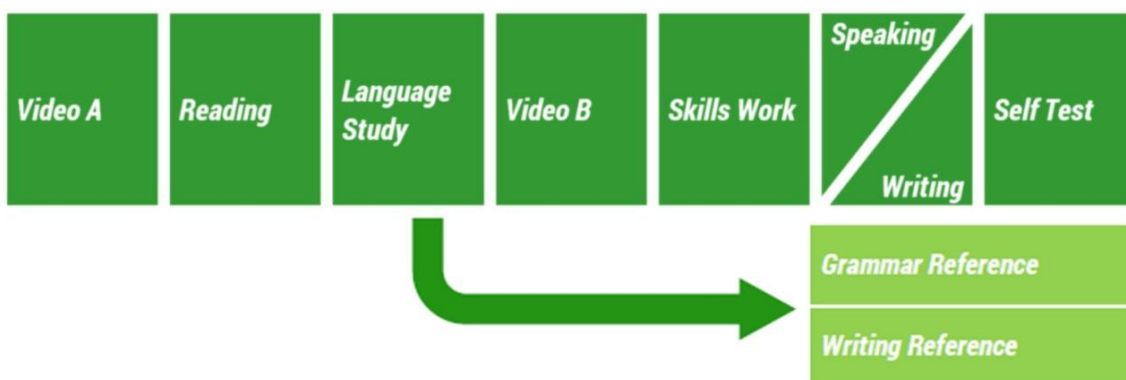 Video A
Reading
Language
Study
Video B
Skills Work
Speaking
Writing
Self Test
Grammar Reference
Writing Reference